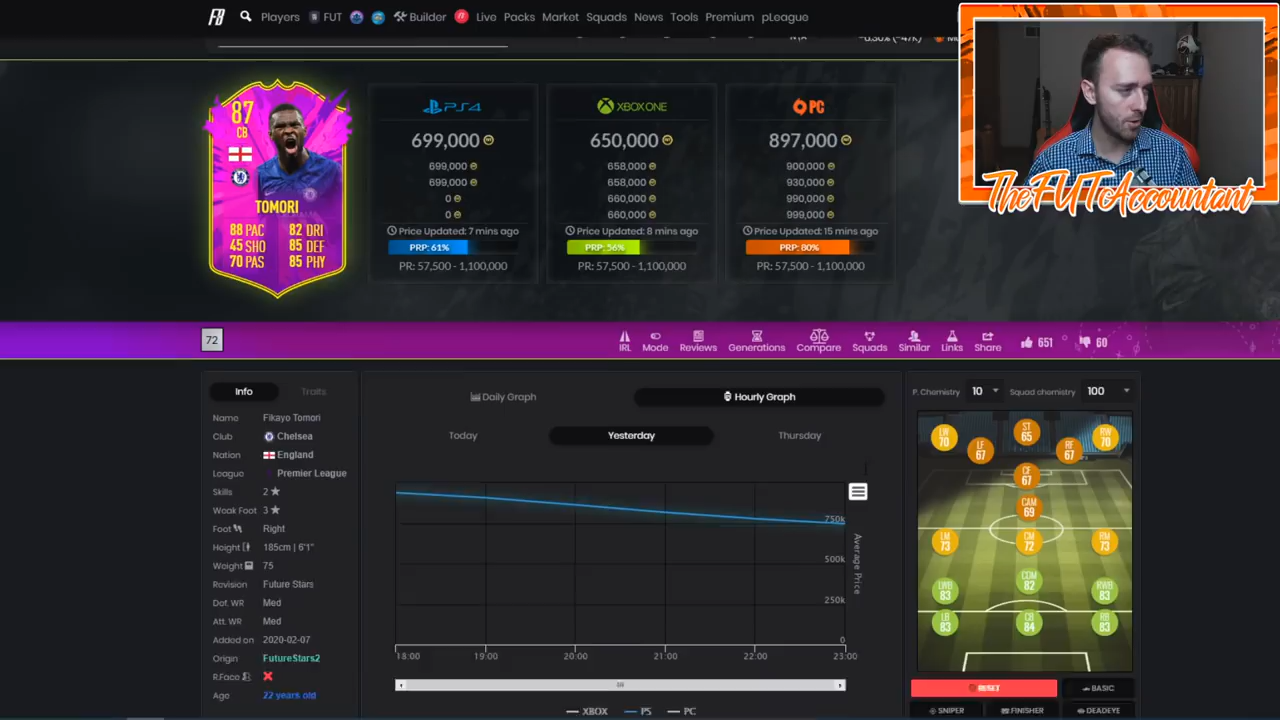 F8 Players FUT Builder Live Packs Market Squads News Tools Premium pLeague
87
CB
TOMORI
88 PAC 82 DRI
45 SHO 85 DEF
70 PAS 85 PHY
PS4
699,000
699,000
699,000
0
0
Price Updated: 7 mins ago
PRP: 61%
PR: 57,500 - 1,100,000
XBOX ONE
650,000
658,000
658,000
660,000
660,000
Price Updated: 8 mins ago
PRP: 56%
PR: 57,500 - 1,100,000
PC
897,000
900,000
930,000
990,000
999,000
Price Updated: 15 mins ago
PRP: 80%
PR: 57,500 - 1,100,000
TheFUTAccountant
72
IRL Mode Reviews Generations Compare Squads Similar Links Share 651 60
Info Traits
Name Fikayo Tomori
Club Chelsea
Nation England
League Premier League
Skills 2
Weak Foot 3
Foot Right
Height 185cm | 6'1"
Weight 75
Revision Future Stars
Def. WR Med
Att. WR Med
Added on 2020-02-07
Origin FutureStars2
R.Face
Age 22 years old
Daily Graph Hourly Graph
Today Yesterday Thursday
750k
500k
250k
0
Average Price
18:00 19:00 20:00 21:00 22:00 23:00
XBOX PS PC
P. Chemistry 10 Squad chemistry 100
LW 70
LF 67
ST 65
RF 67
RW 70
CF 67
CAM 69
LM 73
CM 72
RM 73
LWB 83
CDM 82
RWB 83
LB 83
CB 84
RB 83
RESET BASIC
SNIPER FINISHER DEADEYE